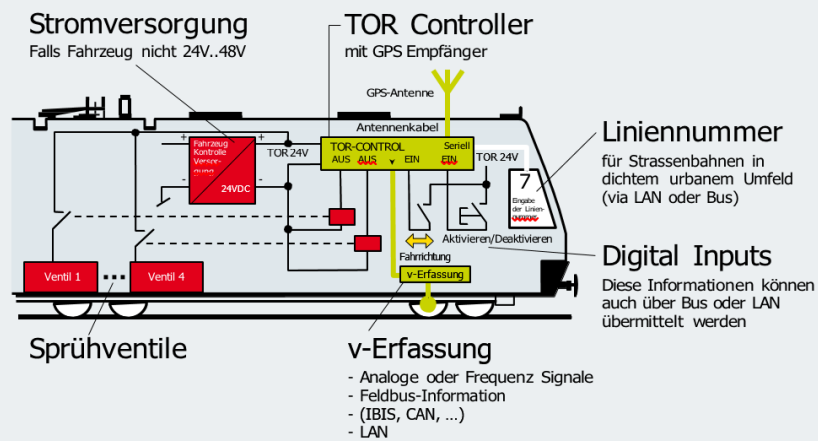 Stromversorgung
Falls Fahrzeug nicht 24V..48V
TOR Controller
mit GPS Empfänger
GPS-Antenne
Antennenkabel
Liniennummer
für Strassenbahnen in
dichtem urbanem Umfeld
(via LAN oder Bus)
+
+
Fahrzeug
Kontrolle
Versor-
gung
-
-
24VDC
TOR 24V
TOR-CONTROL
Seriell
AUS AUS EIN EIN
TOR 24V
7
Eingabe
der Linien-
nummer
Aktivieren/Deaktivieren
Fahrrichtung
v-Erfassung
Digital Inputs
Diese Informationen können
auch über Bus oder LAN
übermittelt werden
Ventil 1
Ventil 4
Sprühventile
v-Erfassung
- Analoge oder Frequenz Signale
- Feldbus-Information
- (IBIS, CAN, ...)
- LAN